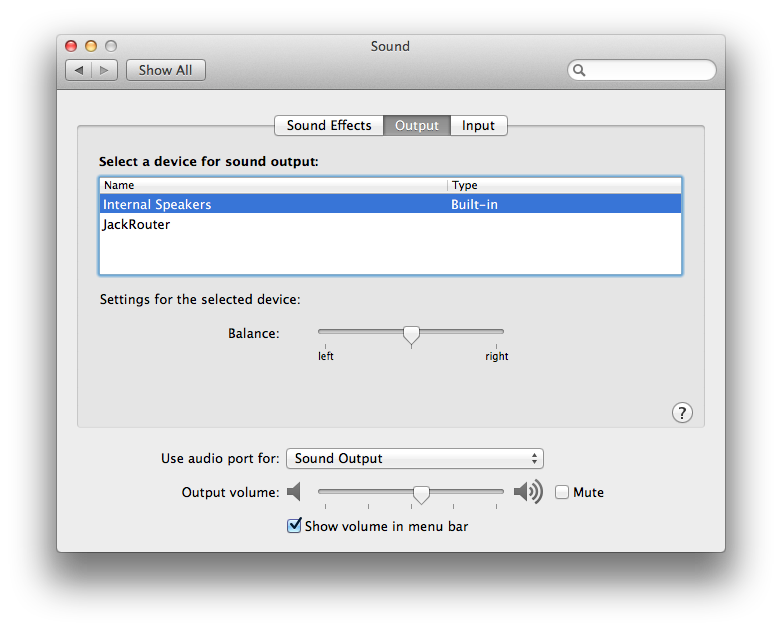 Sound
Show All
Sound Effects Output Input
Select a device for sound output:
Name Type
Internal Speakers Built-in
JackRouter
Settings for the selected device:
Balance:
left right
?
Use audio port for: Sound Output
Output volume: Mute
Show volume in menu bar